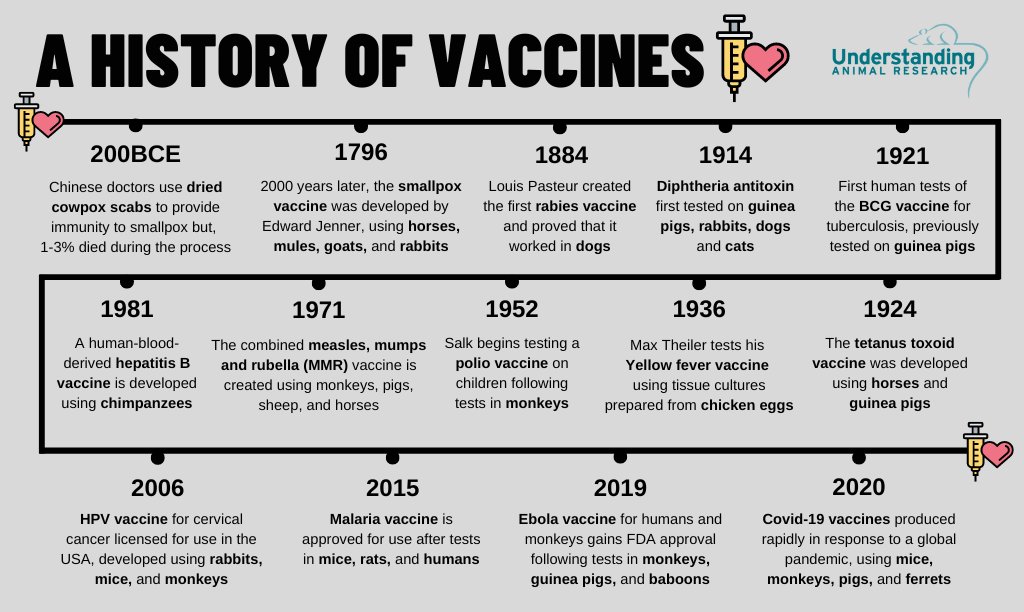 A HISTORY OF VACCINES
Understanding
ANIMAL RESEARCH
200BCE
Chinese doctors use dried
cowpox scabs to provide
immunity to smallpox but,
1-3% died during the process
1796
2000 years later, the smallpox
vaccine was developed by
Edward Jenner, using horses,
mules, goats, and rabbits
1884
Louis Pasteur created
the first rabies vaccine
and proved that it
worked in dogs
1914
Diphtheria antitoxin
first tested on guinea
pigs, rabbits, dogs
and cats
1921
First human tests of
the BCG vaccine for
tuberculosis, previously
tested on guinea pigs
1981
A human-blood-
derived hepatitis B
vaccine is developed
using chimpanzees
1971
The combined measles, mumps
and rubella (MMR) vaccine is
created using monkeys, pigs,
sheep, and horses
1952
Salk begins testing a
polio vaccine on
children following
tests in monkeys
1936
Max Theiler tests his
Yellow fever vaccine
using tissue cultures
prepared from chicken eggs
1924
The tetanus toxoid
vaccine was developed
using horses and
guinea pigs
2006
HPV vaccine for cervical
cancer licensed for use in the
USA, developed using rabbits,
mice, and monkeys
2015
Malaria vaccine is
approved for use after tests
in mice, rats, and humans
2019
Ebola vaccine for humans and
monkeys gains FDA approval
following tests in monkeys,
guinea pigs, and baboons
2020
Covid-19 vaccines produced
rapidly in response to a global
pandemic, using mice,
monkeys, pigs, and ferrets